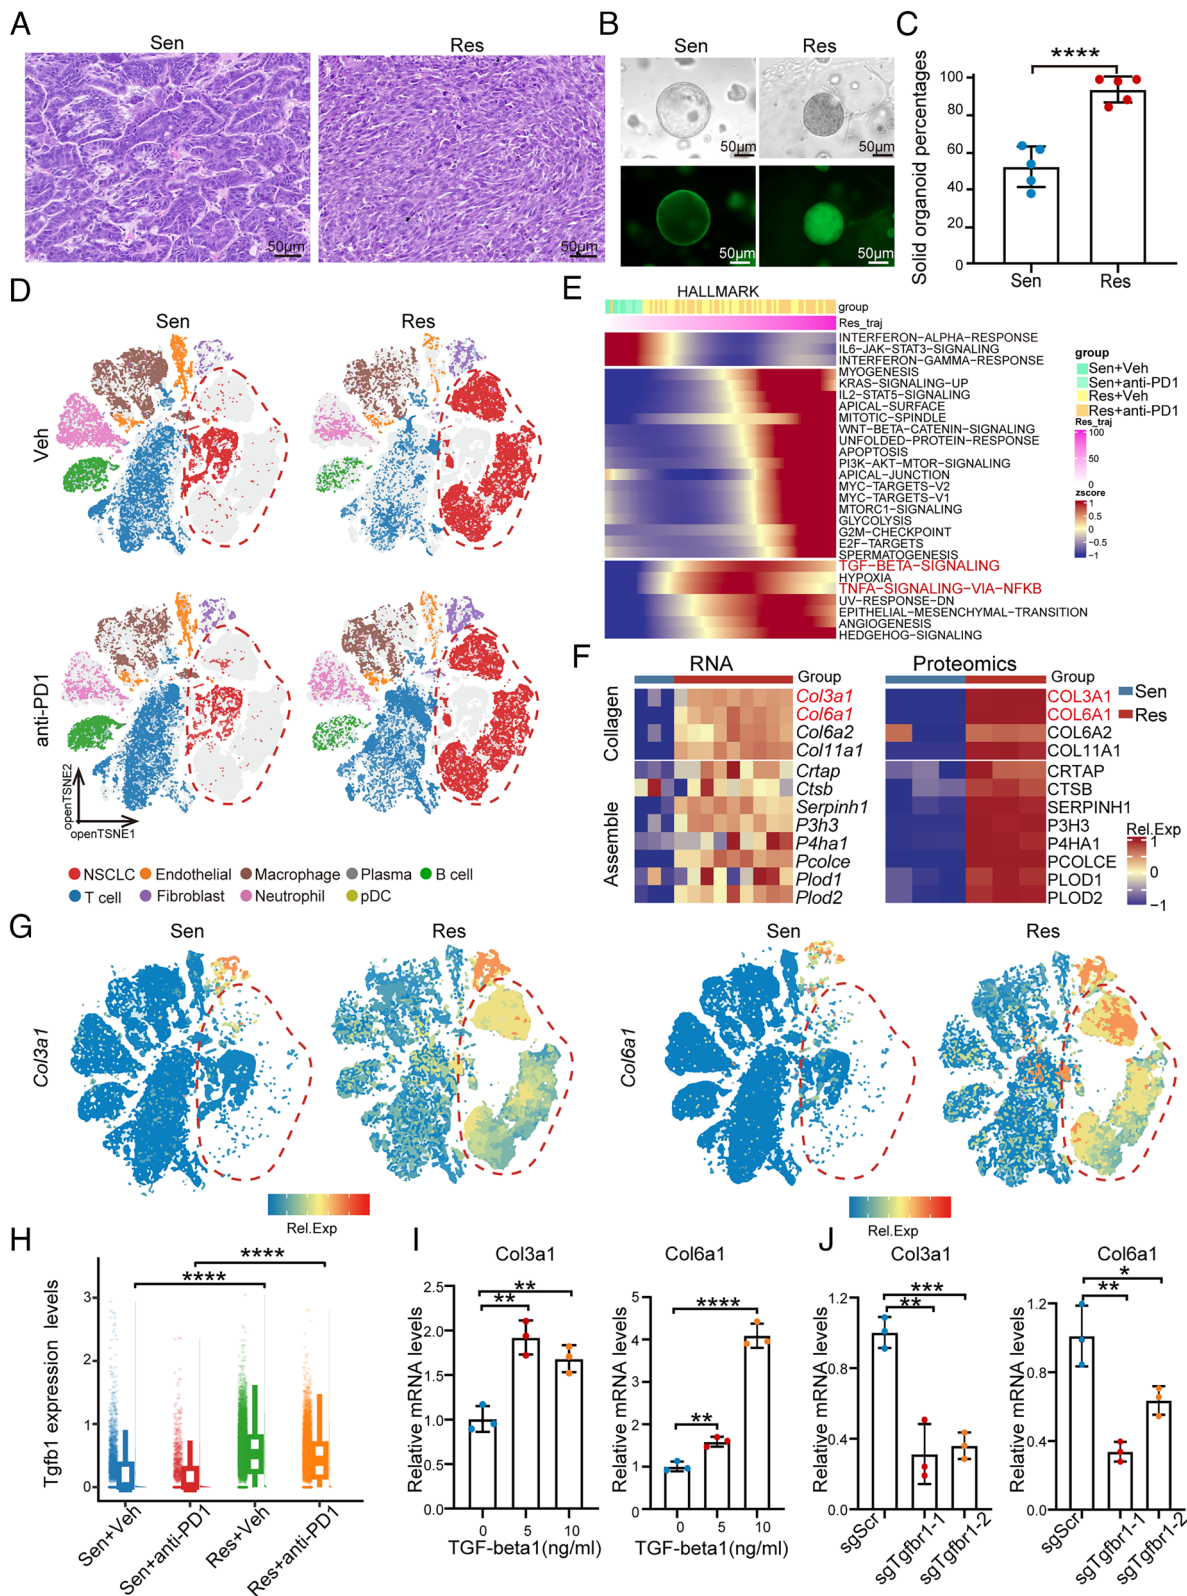 A
Sen
Res
50μm
50μm
B
Sen
Res
50μm
50μm
50μm
50μm
C
****
Solid organoid percentages
100
80
60
40
20
0
Sen
Res
D
Sen
Res
Veh
anti-PD1
openTSNE2
openTSNE1
NSCLC
Endothelial
Macrophage
Plasma
B cell
T cell
Fibroblast
Neutrophil
pDC
E
HALLMARK
group
Res_traj
INTERFERON-ALPHA-RESPONSE
IL6-JAK-STAT3-SIGNALING
INTERFERON-GAMMA-RESPONSE
MYOGENESIS
KRAS-SIGNALING-UP
IL2-STAT5-SIGNALING
APICAL-SURFACE
MITOTIC-SPINDLE
WNT-BETA-CATENIN-SIGNALING
UNFOLDED-PROTEIN-RESPONSE
APOPTOSIS
PI3K-AKT-MTOR-SIGNALING
APICAL-JUNCTION
MYC-TARGETS-V2
MYC-TARGETS-V1
MTORC1-SIGNALING
GLYCOLYSIS
G2M-CHECKPOINT
E2F-TARGETS
SPERMATOGENESIS
TGF-BETA-SIGNALING
HYPOXIA
TNFA-SIGNALING-VIA-NFKB
UV-RESPONSE-DN
EPITHELIAL-MESENCHYMAL-TRANSITION
ANGIOGENESIS
HEDGEHOG-SIGNALING
group
Sen+Veh
Sen+anti-PD1
Res+Veh
Res+anti-PD1
Res_traj
100
50
0
zscore
1
0.5
0
-0.5
-1
F
RNA
Proteomics
Group
Group
Sen
Res
Collagen
Assemble
Col3a1
Col6a1
Col6a2
Col11a1
Crtap
Ctsb
Serpinh1
P3h3
P4ha1
Pcolce
Plod1
Plod2
COL3A1
COL6A1
COL6A2
COL11A1
CRTAP
CTSB
SERPINH1
P3H3
P4HA1
PCOLCE
PLOD1
PLOD2
Rel.Exp
1
0
-1
G
Sen
Res
Sen
Res
Col3a1
Col6a1
Rel.Exp
Rel.Exp
H
****
****
Tgfb1 expression levels
3
2
1
0
Sen+Veh
Sen+anti-PD1
Res+Veh
Res+anti-PD1
I
Col3a1
**
**
Relative mRNA levels
2.5
2.0
1.5
1.0
0.5
0.0
0
5
10
TGF-beta1(ng/ml)
Col6a1
****
**
Relative mRNA levels
5
4
3
2
1
0
0
5
10
TGF-beta1(ng/ml)
J
Col3a1
***
**
Relative mRNA levels
1.2
0.8
0.4
0.0
sgScr
sgTgfbr1-1
sgTgfbr1-2
Col6a1
*
**
Relative mRNA levels
1.2
0.8
0.4
0.0
sgScr
sgTgfbr1-1
sgTgfbr1-2